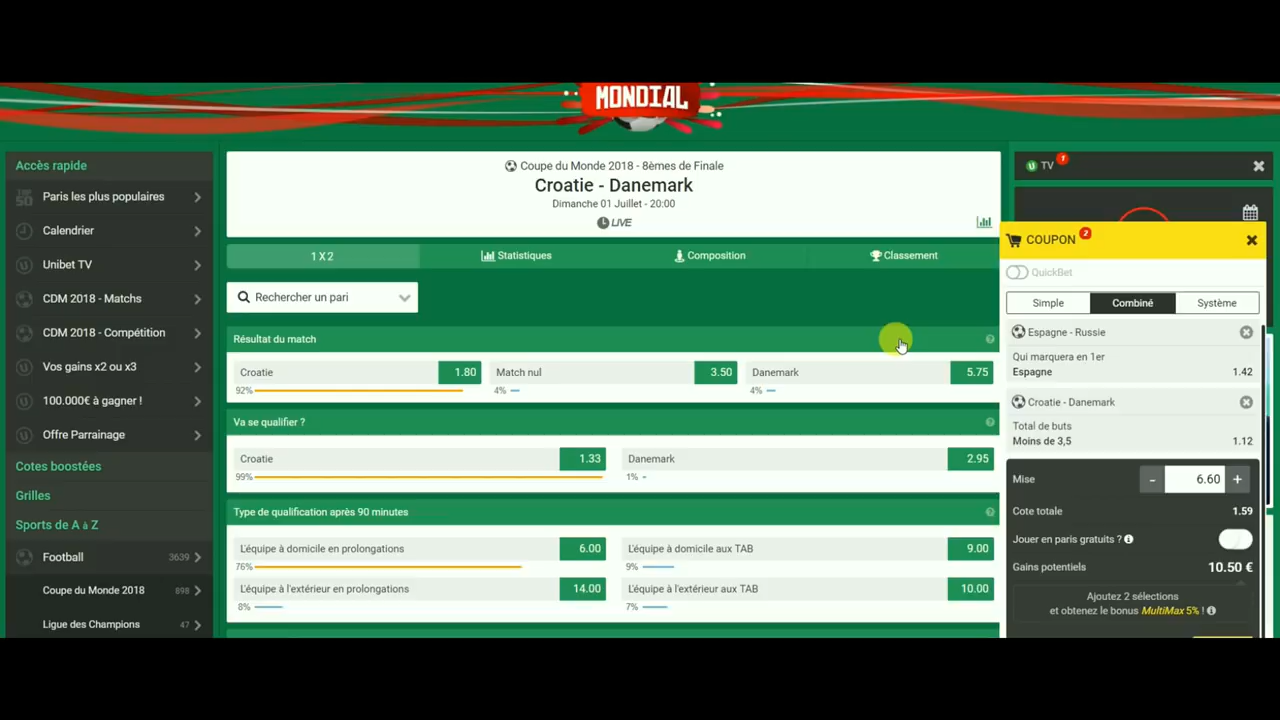 MONDIAL
Accès rapide
TOP 50 Paris les plus populaires
Calendrier
Unibet TV
CDM 2018 - Matchs
CDM 2018 - Compétition
Vos gains x2 ou x3
100.000€ à gagner !
Offre Parrainage
Cotes boostées
Grilles
Sports de A à Z
Football 3639
Coupe du Monde 2018 898
Ligue des Champions 47
Coupe du Monde 2018 - 8èmes de Finale
Croatie - Danemark
Dimanche 01 Juillet - 20:00
LIVE
1 X 2 Statistiques Composition Classement
Rechercher un pari
Résultat du match
Croatie 1.80 Match nul 3.50 Danemark 5.75
92% 4% 4%
Va se qualifier ?
Croatie 1.33 Danemark 2.95
99% 1%
Type de qualification après 90 minutes
L'équipe à domicile en prolongations 6.00 L'équipe à domicile aux TAB 9.00
76% 9%
L'équipe à l'extérieur en prolongations 14.00 L'équipe à l'extérieur aux TAB 10.00
8% 7%
TV 1
COUPON 2
QuickBet
Simple Combiné Système
Espagne - Russie
Qui marquera en 1er
Espagne 1.42
Croatie - Danemark
Total de buts
Moins de 3,5 1.12
Mise - 6.60 +
Cote totale 1.59
Jouer en paris gratuits ?
Gains potentiels 10.50 €
Ajoutez 2 sélections
et obtenez le bonus MultiMax 5% !